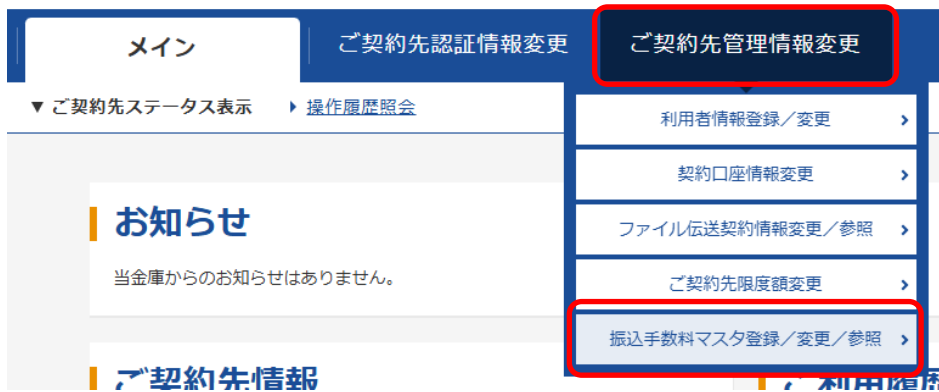 メイン
ご契約先認証情報変更
ご契約先管理情報変更
▼ ご契約先ステータス表示
操作履歴照会
利用者情報登録／変更
契約口座情報変更
ファイル伝送契約情報変更／参照
ご契約先限度額変更
振込手数料マスタ登録／変更／参照
お知らせ
当金庫からのお知らせはありません。
ご契約先情報
ご利用履歴